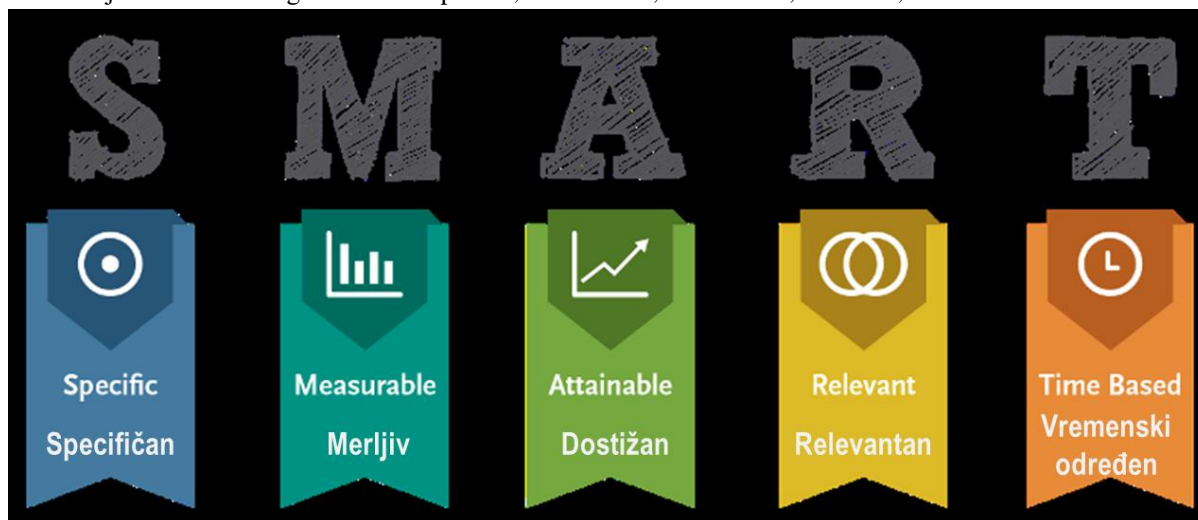 S M A R T
Specific Measurable Attainable Relevant Time Based
Specifičan Merljiv Dostižan Relevantan Vremenski
određen